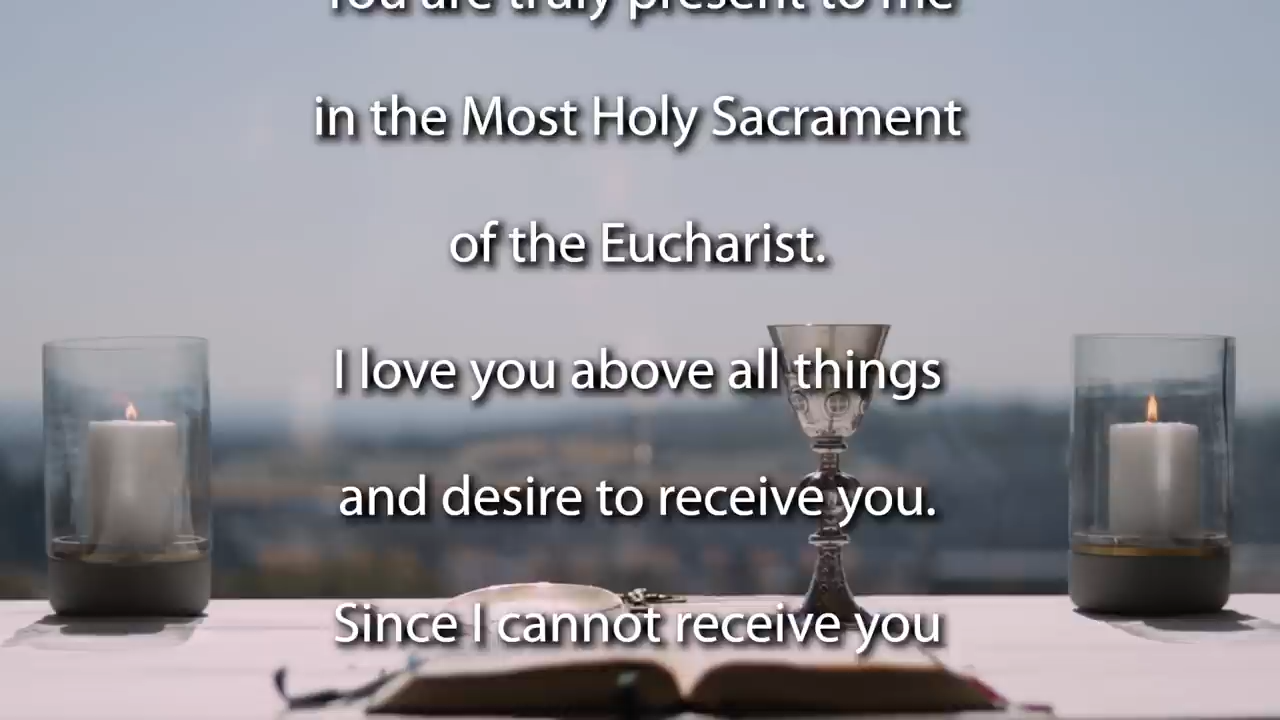 You are truly present to me
in the Most Holy Sacrament
of the Eucharist.
I love you above all things
and desire to receive you.
Since I cannot receive you